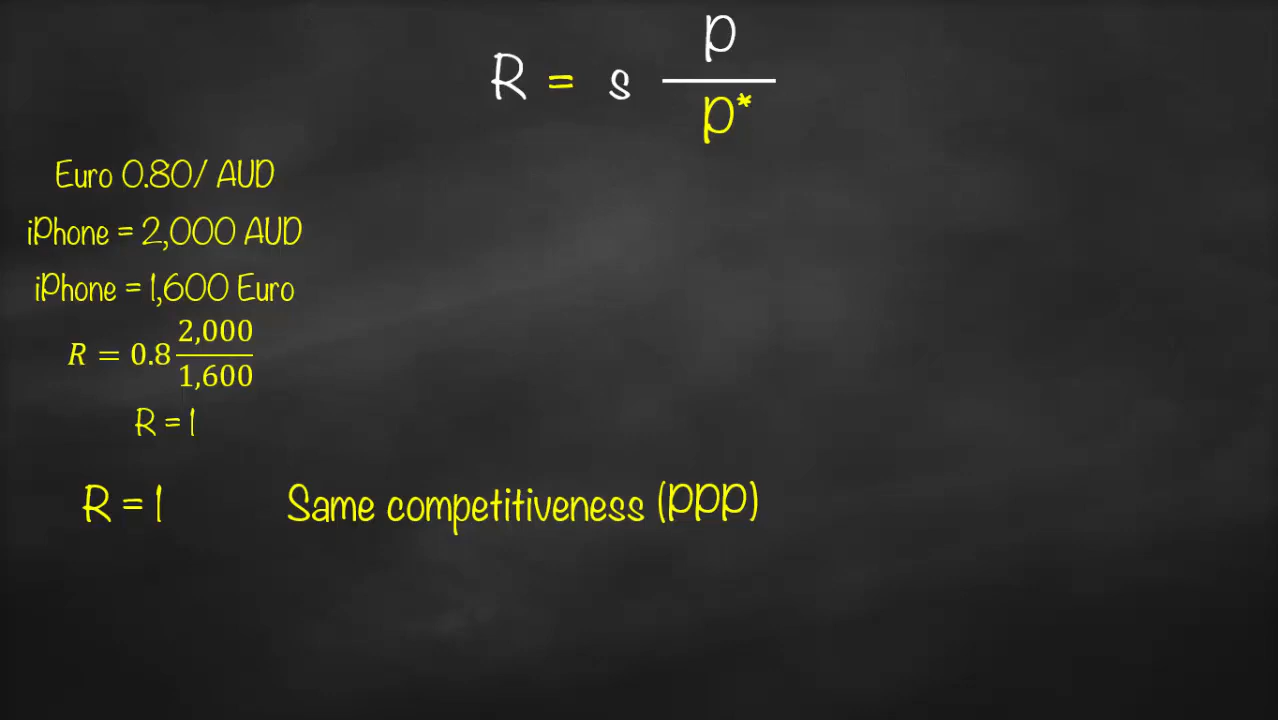 R = s p/p*
Euro 0.80/ AUD
iPhone = 2,000 AUD
iPhone = 1,600 Euro
R = 0.8 2,000/1,600
R = 1
R = 1 Same competitiveness (PPP)